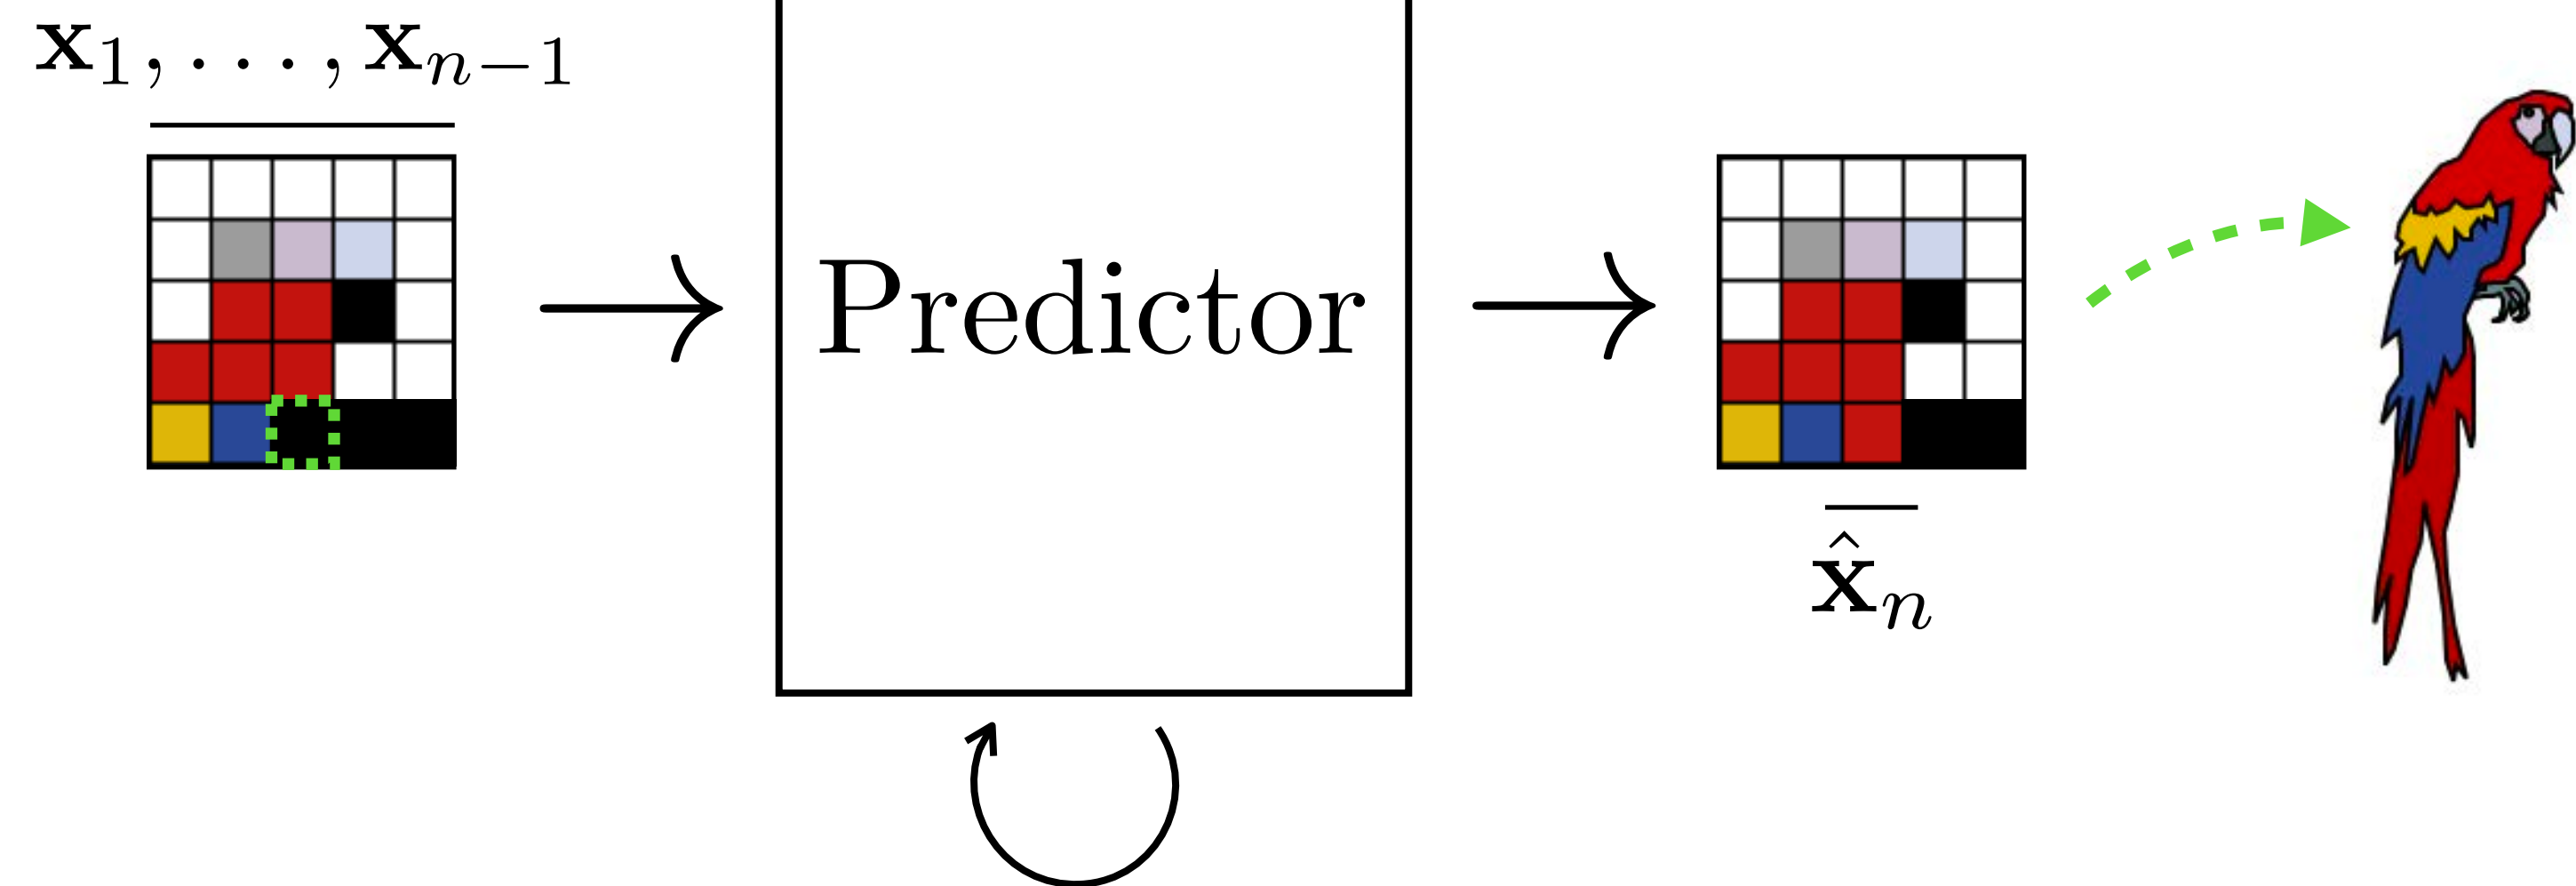 x₁, . . . , xₙ₋₁
Predictor
x̂ₙ